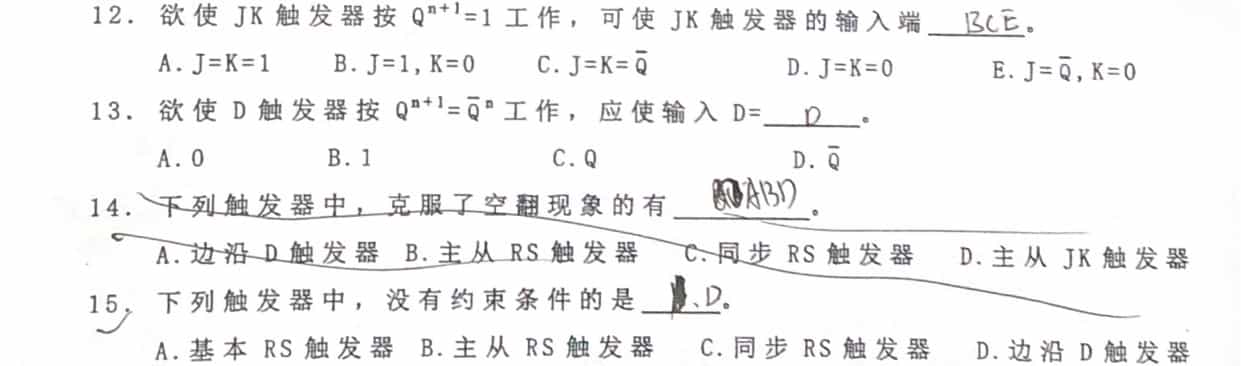 12. 欲使 JK 触发器按 Qⁿ⁺¹=1 工作，可使 JK 触发器的输入端 BCE。
A. J=K=1 B. J=1, K=0 C. J=K=Q̄ D. J=K=0 E. J=Q̄, K=0
13. 欲使 D 触发器按 Qⁿ⁺¹=Q̄ⁿ 工作，应使输入 D= D 。
A. 0 B. 1 C. Q D. Q̄
14. 下列触发器中，克服了空翻现象的有 ABD 。
A. 边沿 D 触发器 B. 主从 RS 触发器 C. 同步 RS 触发器 D. 主从 JK 触发器
15. 下列触发器中，没有约束条件的是 D。
A. 基本 RS 触发器 B. 主从 RS 触发器 C. 同步 RS 触发器 D. 边沿 D 触发器